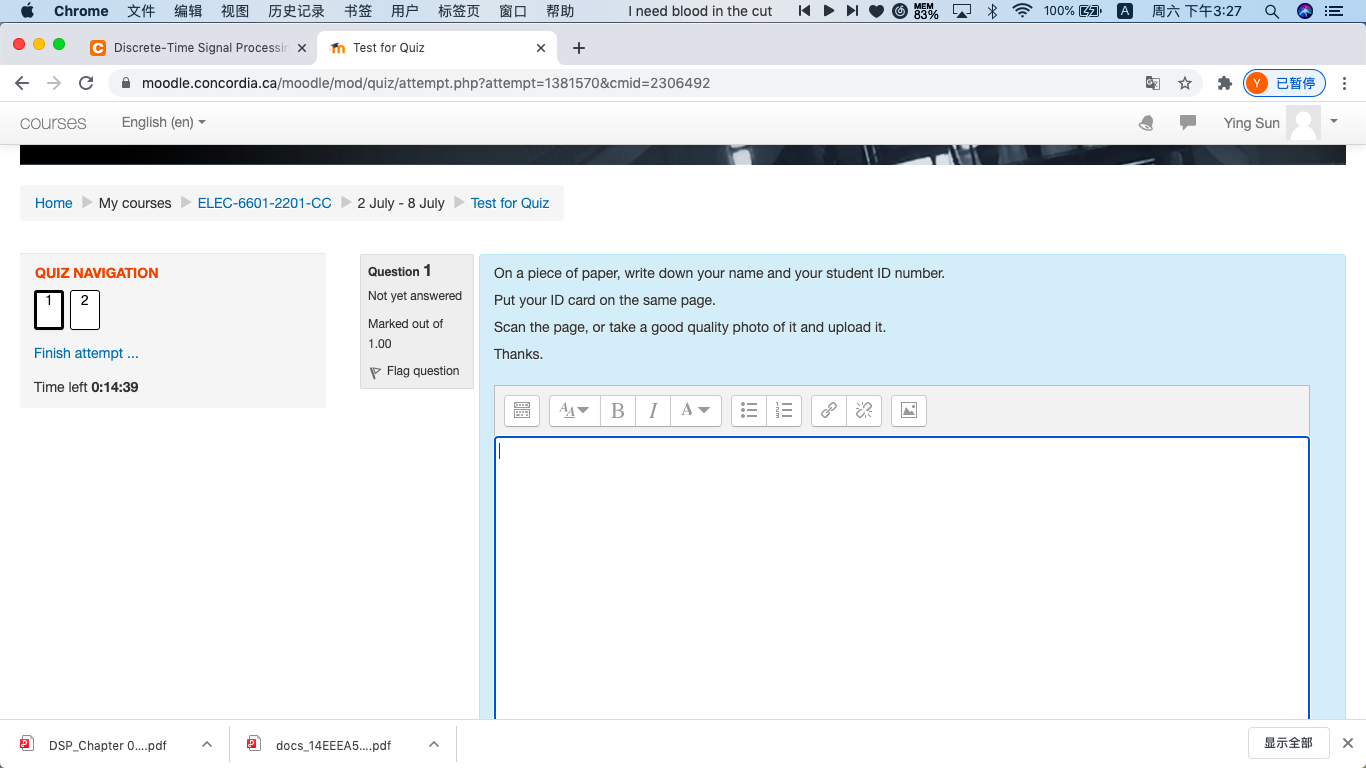 Chrome 文件 编辑 视图 历史记录 书签 用户 标签页 窗口 帮助 I need blood in the cut MEM 83% 100% A 周六 下午3:27
Discrete-Time Signal Processin
Test for Quiz
moodle.concordia.ca/moodle/mod/quiz/attempt.php?attempt=1381570&cmid=2306492
Y 已暂停
courses English (en) Ying Sun
Home My courses ELEC-6601-2201-CC 2 July - 8 July Test for Quiz
QUIZ NAVIGATION
1 2
Finish attempt ...
Time left 0:14:39
Question 1
Not yet answered
Marked out of
1.00
Flag question
On a piece of paper, write down your name and your student ID number.
Put your ID card on the same page.
Scan the page, or take a good quality photo of it and upload it.
Thanks.
DSP_Chapter 0....pdf
docs_14EEEA5....pdf
显示全部